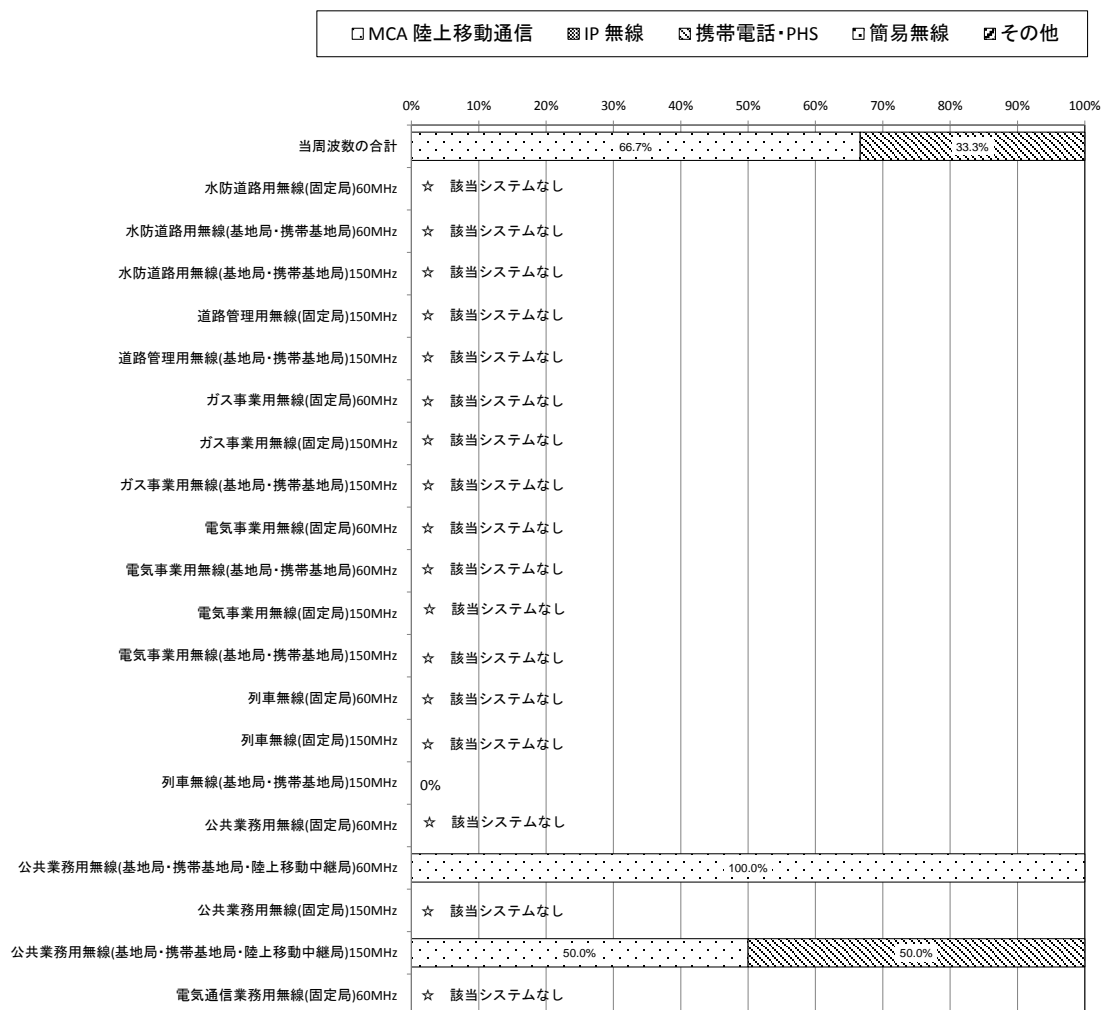 MCA 陸上移動通信 IP 無線 携帯電話・PHS 簡易無線 その他
0% 10% 20% 30% 40% 50% 60% 70% 80% 90% 100%
当周波数の合計 66.7% 33.3%
水防道路用無線(固定局)60MHz ☆ 該当システムなし
水防道路用無線(基地局・携帯基地局)60MHz ☆ 該当システムなし
水防道路用無線(基地局・携帯基地局)150MHz ☆ 該当システムなし
道路管理用無線(固定局)150MHz ☆ 該当システムなし
道路管理用無線(基地局・携帯基地局)150MHz ☆ 該当システムなし
ガス事業用無線(固定局)60MHz ☆ 該当システムなし
ガス事業用無線(固定局)150MHz ☆ 該当システムなし
ガス事業用無線(基地局・携帯基地局)150MHz ☆ 該当システムなし
電気事業用無線(固定局)60MHz ☆ 該当システムなし
電気事業用無線(基地局・携帯基地局)60MHz ☆ 該当システムなし
電気事業用無線(固定局)150MHz ☆ 該当システムなし
電気事業用無線(基地局・携帯基地局)150MHz ☆ 該当システムなし
列車無線(固定局)60MHz ☆ 該当システムなし
列車無線(固定局)150MHz ☆ 該当システムなし
列車無線(基地局・携帯基地局)150MHz 0%
公共業務用無線(固定局)60MHz ☆ 該当システムなし
公共業務用無線(基地局・携帯基地局・陸上移動中継局)60MHz 100.0%
公共業務用無線(固定局)150MHz ☆ 該当システムなし
公共業務用無線(基地局・携帯基地局・陸上移動中継局)150MHz 50.0% 50.0%
電気通信業務用無線(固定局)60MHz ☆ 該当システムなし